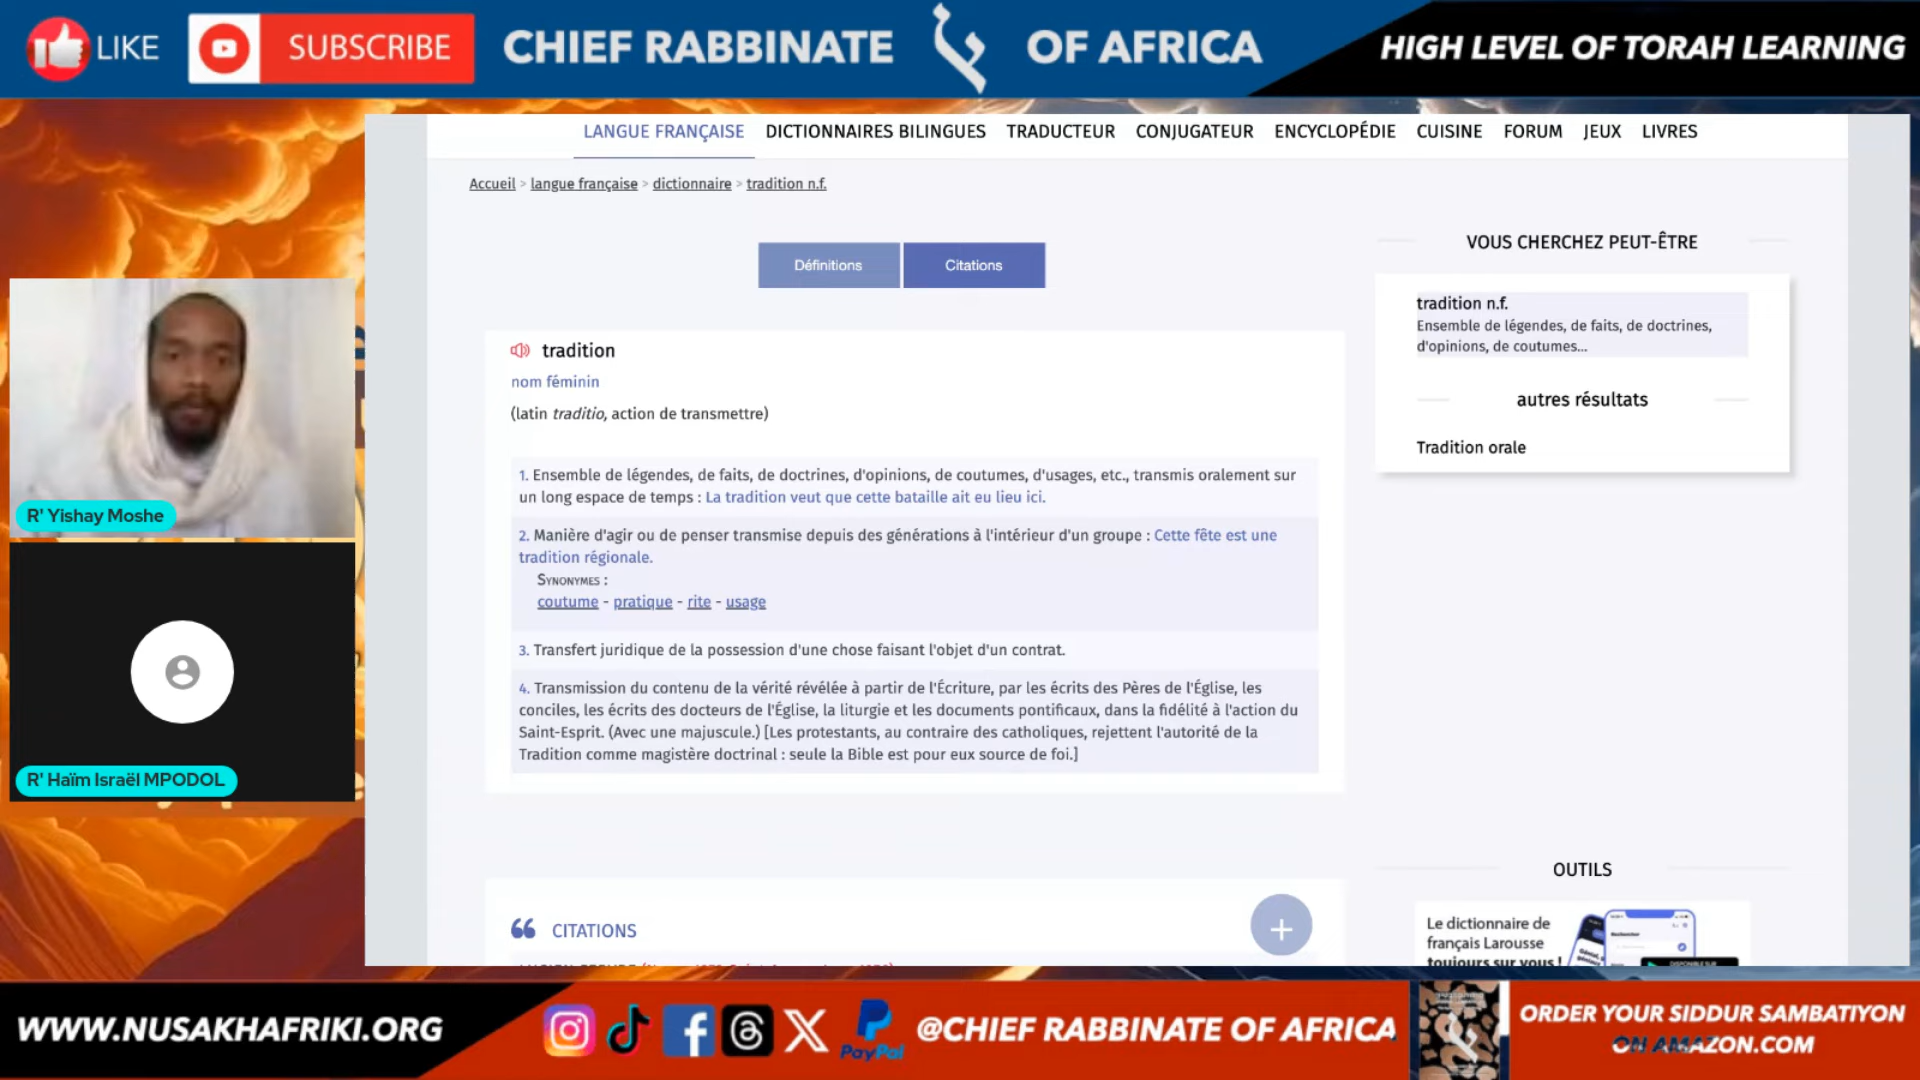 LIKE
SUBSCRIBE
CHIEF RABBINATE OF AFRICA
HIGH LEVEL OF TORAH LEARNING
LANGUE FRANÇAISE DICTIONNAIRES BILINGUES TRADUCTEUR CONJUGATEUR ENCYCLOPÉDIE CUISINE FORUM JEUX LIVRES
Accueil > langue française > dictionnaire > tradition n.f.
Définitions
Citations
tradition
nom féminin
(latin traditio, action de transmettre)
1. Ensemble de légendes, de faits, de doctrines, d'opinions, de coutumes, d'usages, etc., transmis oralement sur
un long espace de temps : La tradition veut que cette bataille ait eu lieu ici.
2. Manière d'agir ou de penser transmise depuis des générations à l'intérieur d'un groupe : Cette fête est une
tradition régionale.
SYNONYMES :
coutume - pratique - rite - usage
3. Transfert juridique de la possession d'une chose faisant l'objet d'un contrat.
4. Transmission du contenu de la vérité révélée à partir de l'Écriture, par les écrits des Pères de l'Église, les
conciles, les écrits des docteurs de l'Église, la liturgie et les documents pontificaux, dans la fidélité à l'action du
Saint-Esprit. (Avec une majuscule.) [Les protestants, au contraire des catholiques, rejettent l'autorité de la
Tradition comme magistère doctrinal : seule la Bible est pour eux source de foi.]
CITATIONS
VOUS CHERCHEZ PEUT-ÊTRE
tradition n.f.
Ensemble de légendes, de faits, de doctrines,
d'opinions, de coutumes...
autres résultats
Tradition orale
OUTILS
Le dictionnaire de
français Larousse
toujours sur vous !
R' Yishay Moshe
R' Haïm Israël MPODOL
WWW.NUSAKHAFRIKI.ORG
PayPal
@CHIEF RABBINATE OF AFRICA
ORDER YOUR SIDDUR SAMBATIYON
ON AMAZON.COM